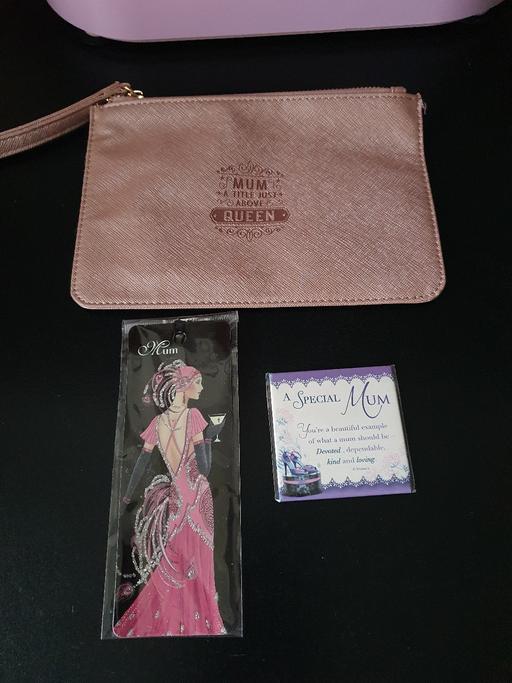 MUM
A TITLE JUST
ABOVE
QUEEN
Mum
A SPECIAL MUM
You're a beautiful example
of what a mum should be -
Devoted, dependable,
kind and loving